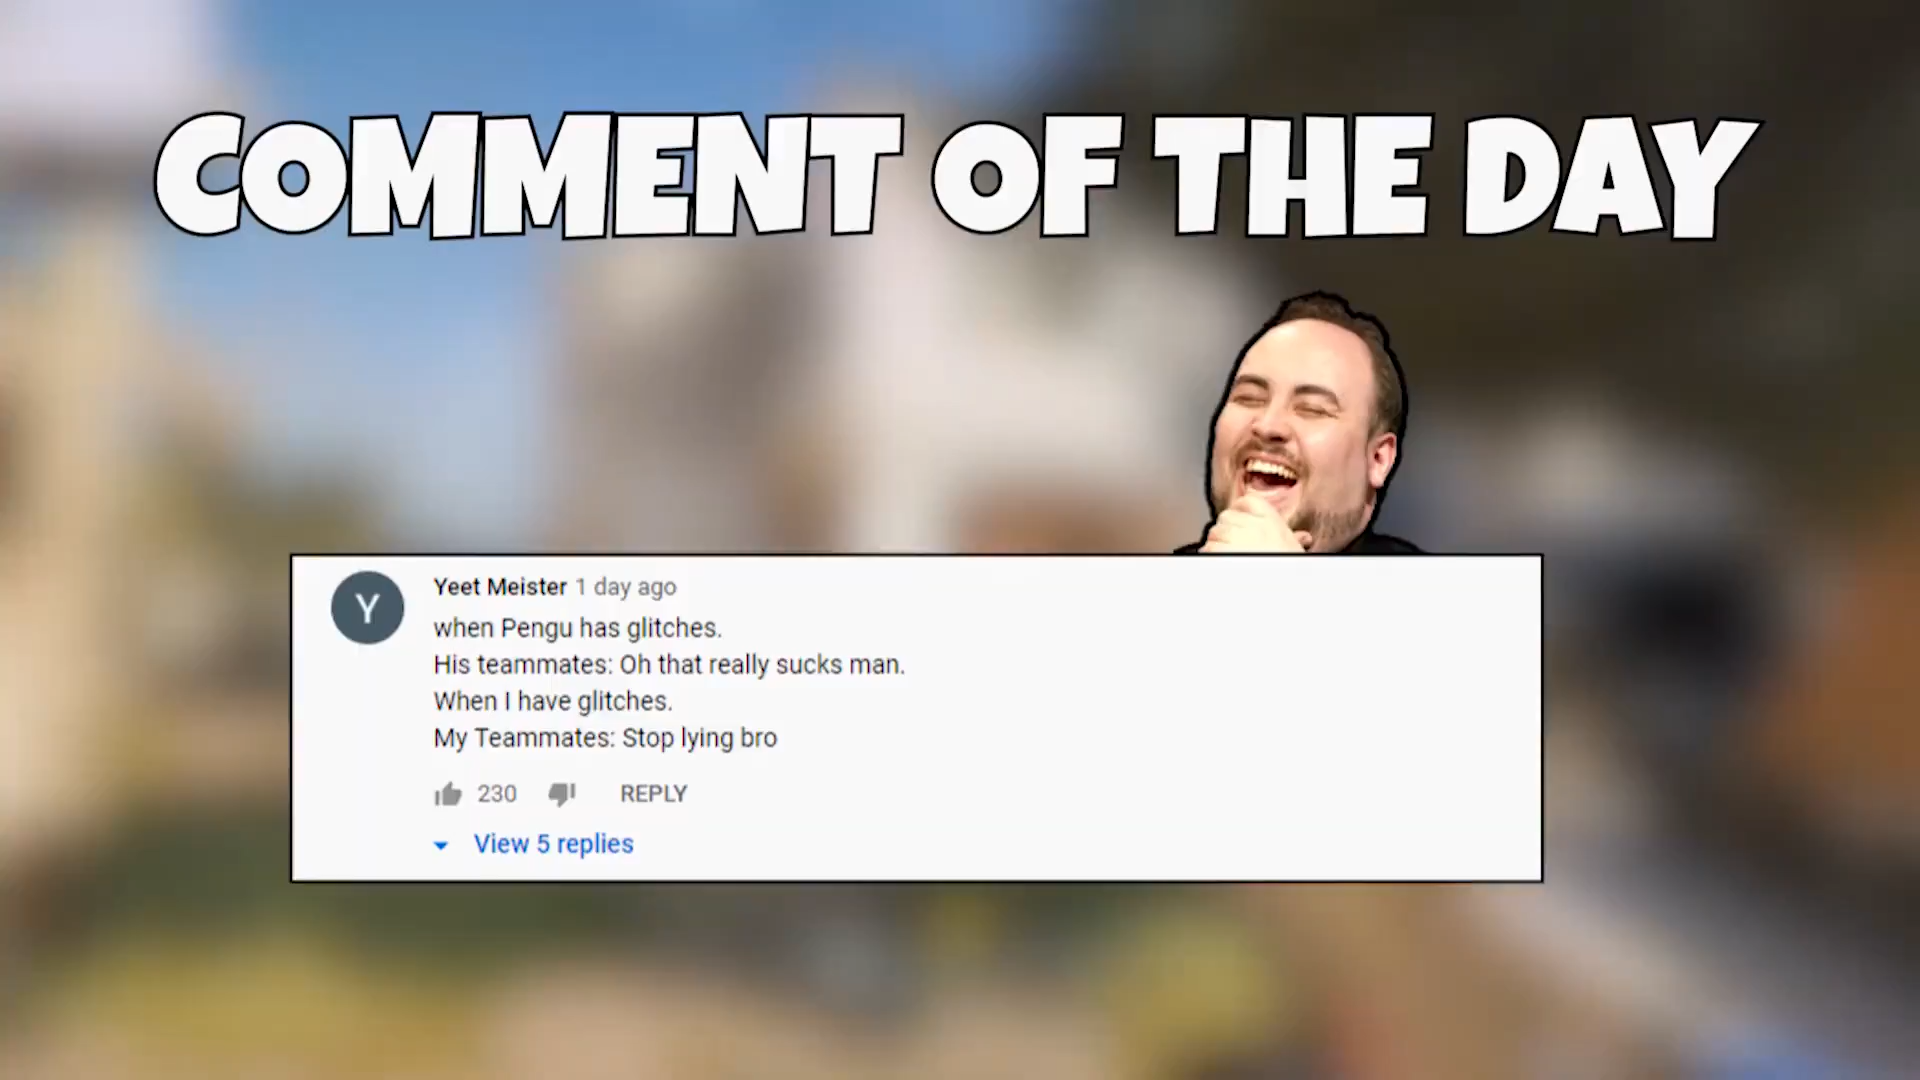 COMMENT OF THE DAY
Y
Yeet Meister 1 day ago
when Pengu has glitches.
His teammates: Oh that really sucks man.
When I have glitches.
My Teammates: Stop lying bro
230 REPLY
View 5 replies